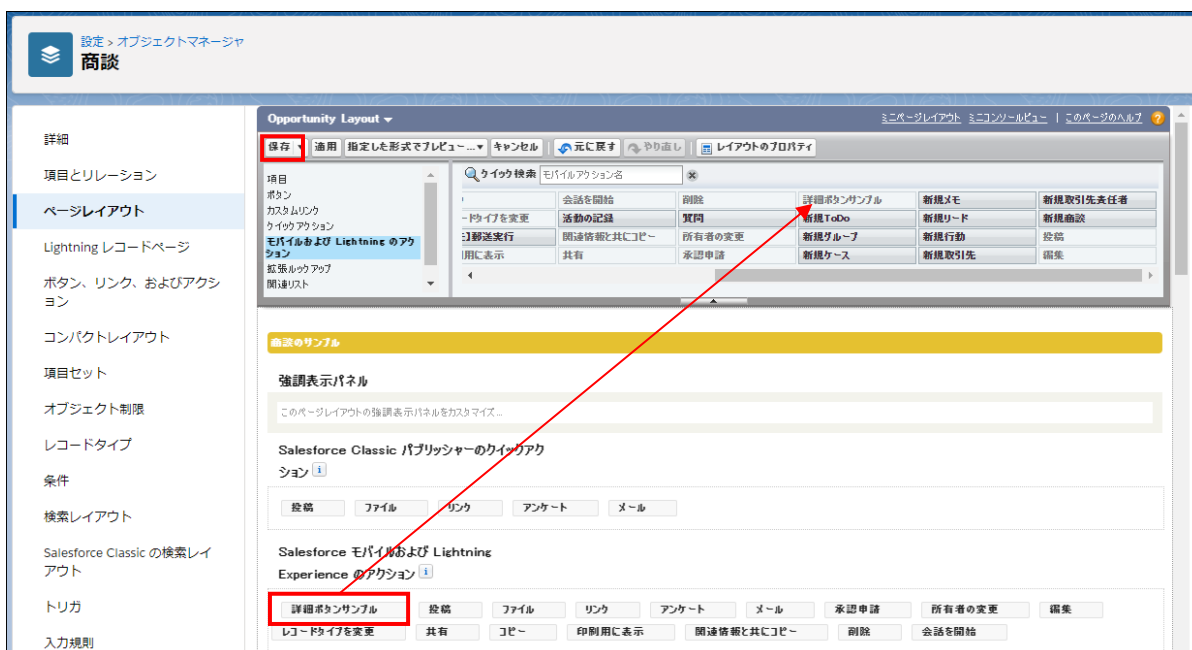 設定 > オブジェクトマネージャ
商談
詳細
項目とリレーション
ページレイアウト
Lightning レコードページ
ボタン、リンク、およびアクシ
ョン
コンパクトレイアウト
項目セット
オブジェクト制限
レコードタイプ
条件
検索レイアウト
Salesforce Classic の検索レイ
アウト
トリガ
入力規則
Opportunity Layout
ミニページレイアウト ミニコンソールビュー | このページのヘルプ
保存 適用 指定した形式でプレビュー... キャンセル 元に戻す やり直し レイアウトのプロパティ
項目
ボタン
カスタムリンク
クイックアクション
モバイルおよび Lightning のアク
ション
拡張ルックアップ
関連リスト
クイック検索 モバイルアクション名
会話を開始 削除 詳細ボタンサンプル 新規メモ 新規取引先責任者
ードタイプを変更 活動の記録 質問 新規ToDo 新規リード 新規商談
]郵送実行 関連情報と共にコピー 所有者の変更 新規グループ 新規行動 投稿
用に表示 共有 承認申請 新規ケース 新規取引先 編集
商談のサンプル
強調表示パネル
このページレイアウトの強調表示パネルをカスタマイズ...
Salesforce Classic パブリッシャーのクイックアク
ション
投稿 ファイル リンク アンケート メール
Salesforce モバイルおよび Lightning
Experience のアクション
詳細ボタンサンプル 投稿 ファイル リンク アンケート メール 承認申請 所有者の変更 編集
レコードタイプを変更 共有 コピー 印刷用に表示 関連情報と共にコピー 削除 会話を開始